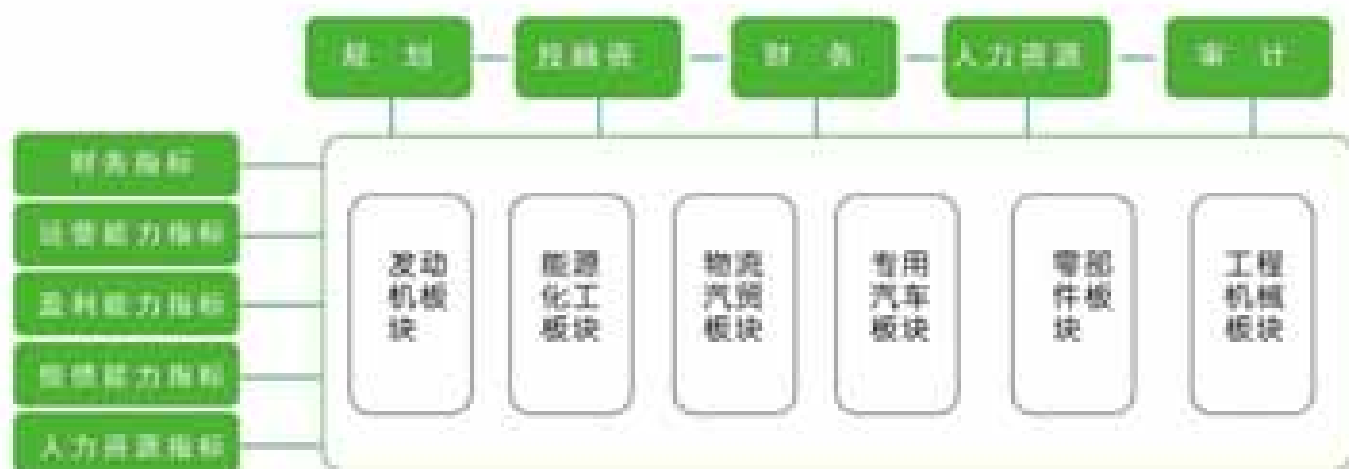 规 划
投融资
财 务
人力资源
审 计
财务指标
运营能力指标
盈利能力指标
偿债能力指标
人力资源指标
发动
机板
块
能源
化工
板块
物流
汽贸
板块
专用
汽车
板块
零部
件板
块
工程
机械
板块